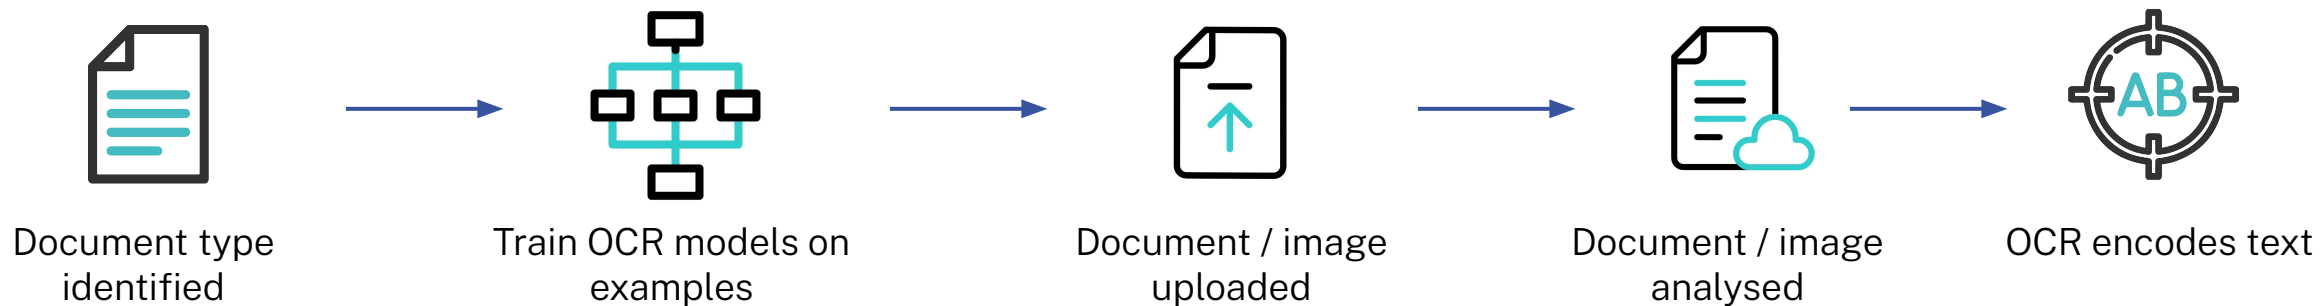 AB
Document type
identified
Train OCR models on
examples
Document / image
uploaded
Document / image
analysed
OCR encodes text